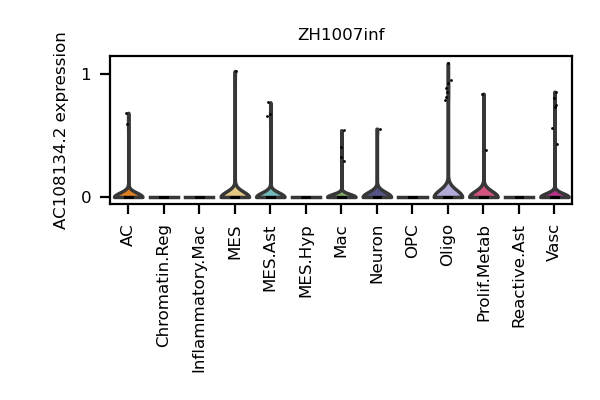 ZH1007inf
AC108134.2 expression
1
0
AC
Chromatin.Reg
Inflammatory.Mac
MES
MES.Ast
MES.Hyp
Mac
Neuron
OPC
Oligo
Prolif.Metab
Reactive.Ast
Vasc